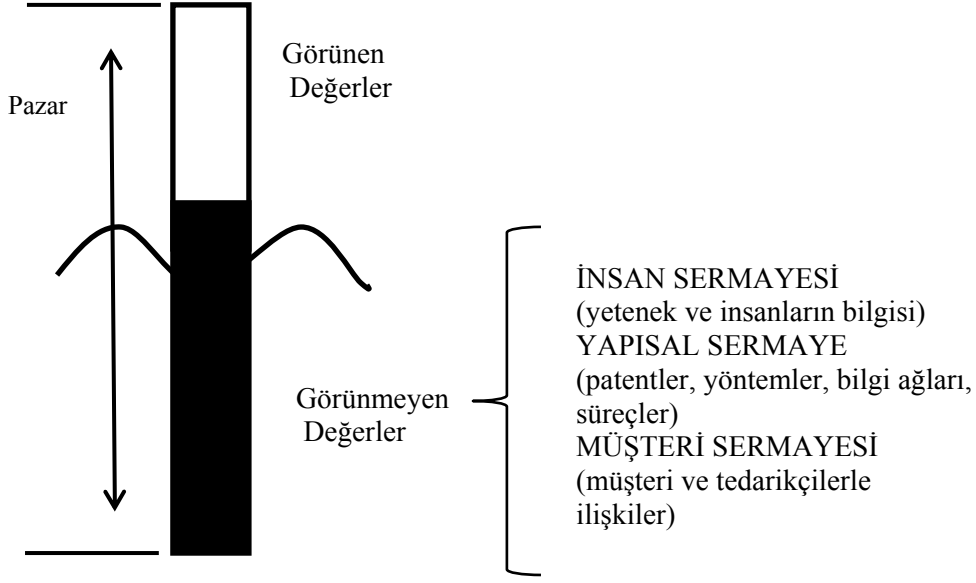 Görünen
Değerler
Pazar
Görünmeyen
Değerler
İNSAN SERMAYESİ
(yetenek ve insanların bilgisi)
YAPISAL SERMAYE
(patentler, yöntemler, bilgi ağları,
süreçler)
MÜŞTERİ SERMAYESİ
(müşteri ve tedarikçilerle
ilişkiler)